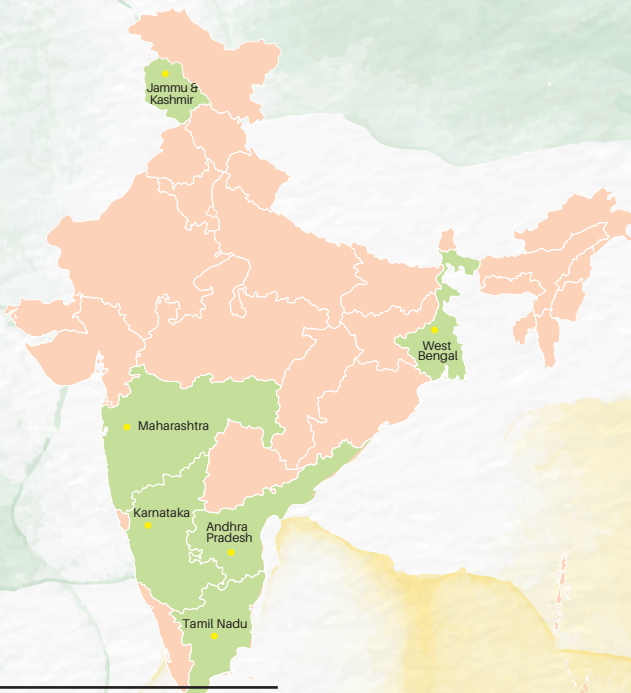 Jammu &
Kashmir
West
Bengal
Maharashtra
Karnataka
Andhra
Pradesh
Tamil Nadu